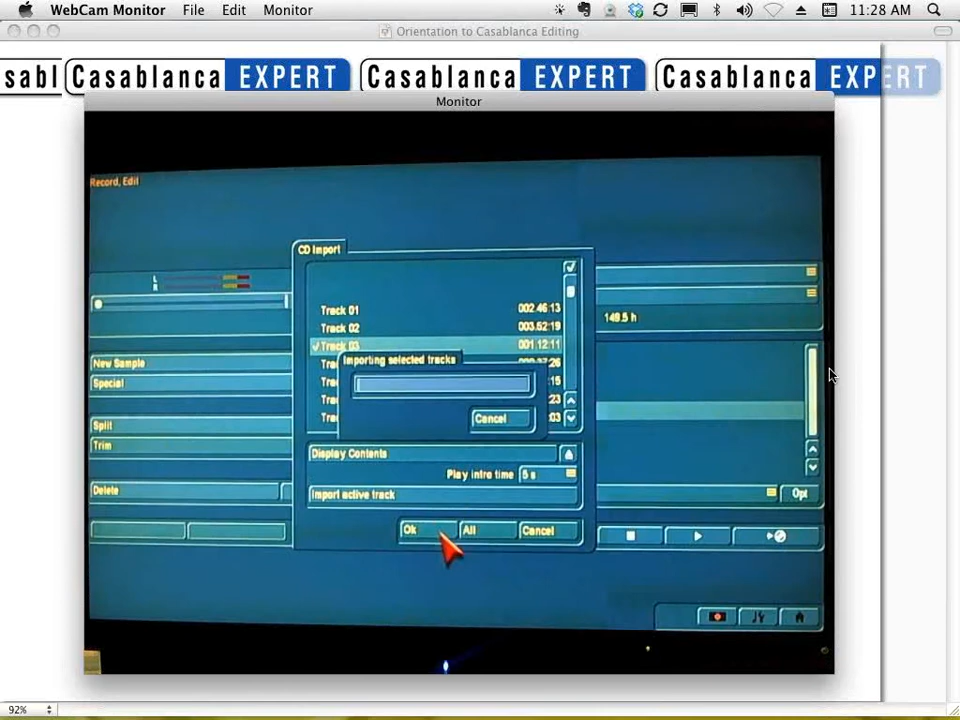 WebCam Monitor File Edit Monitor 11:28 AM
Orientation to Casablanca Editing
sabl Casablanca EXPERT Casablanca EXPERT Casablanca EXPERT
Monitor
Record, Edit
CD Import
L
R
Track 01 002.46:13
Track 02 003.52:19
Track 03 001.12:11
149.5 h
Importing selected tracks
Cancel
New Sample
Special
Split
Trim
Delete
Display Contents
Play intro time 5 s
Import active track
Ok All Cancel
Opt
92%